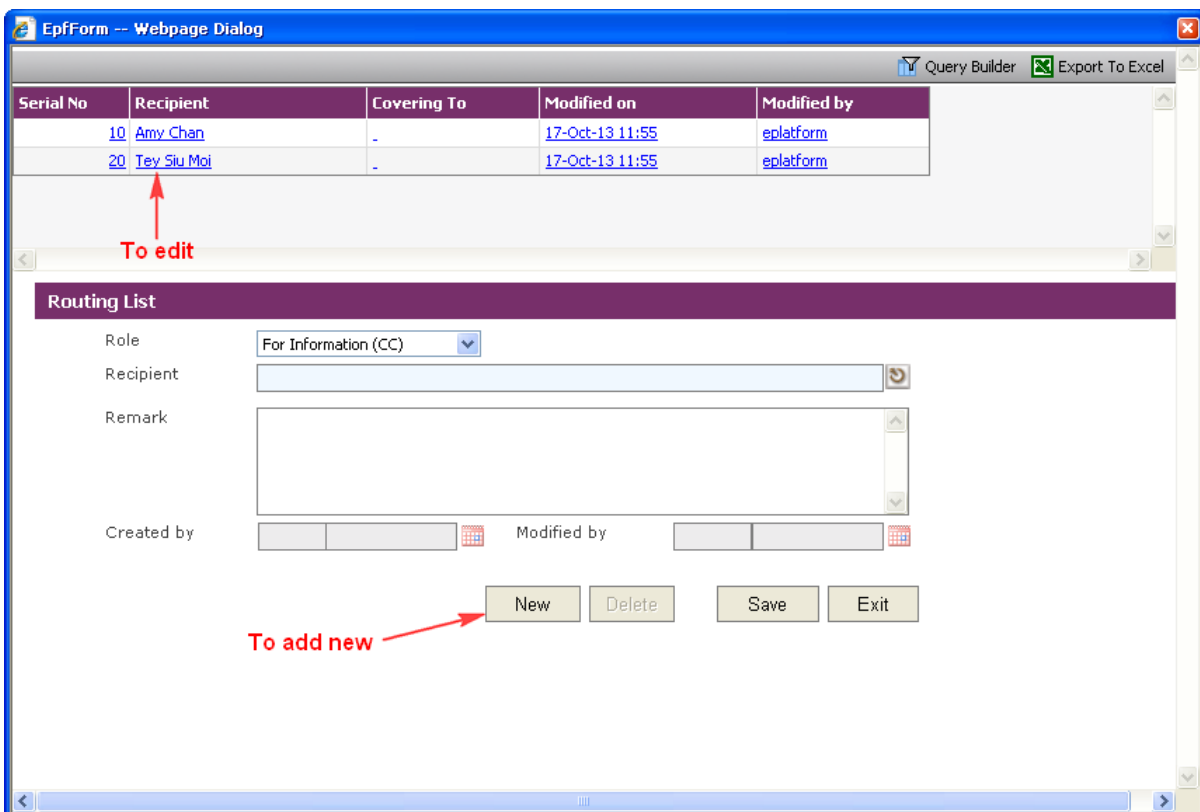 EpfForm -- Webpage Dialog
Query Builder Export To Excel
Serial No Recipient Covering To Modified on Modified by
10 Amy Chan - 17-Oct-13 11:55 eplatform
20 Tey Siu Moi - 17-Oct-13 11:55 eplatform
To edit
Routing List
Role For Information (CC)
Recipient
Remark
Created by Modified by
New Delete Save Exit
To add new